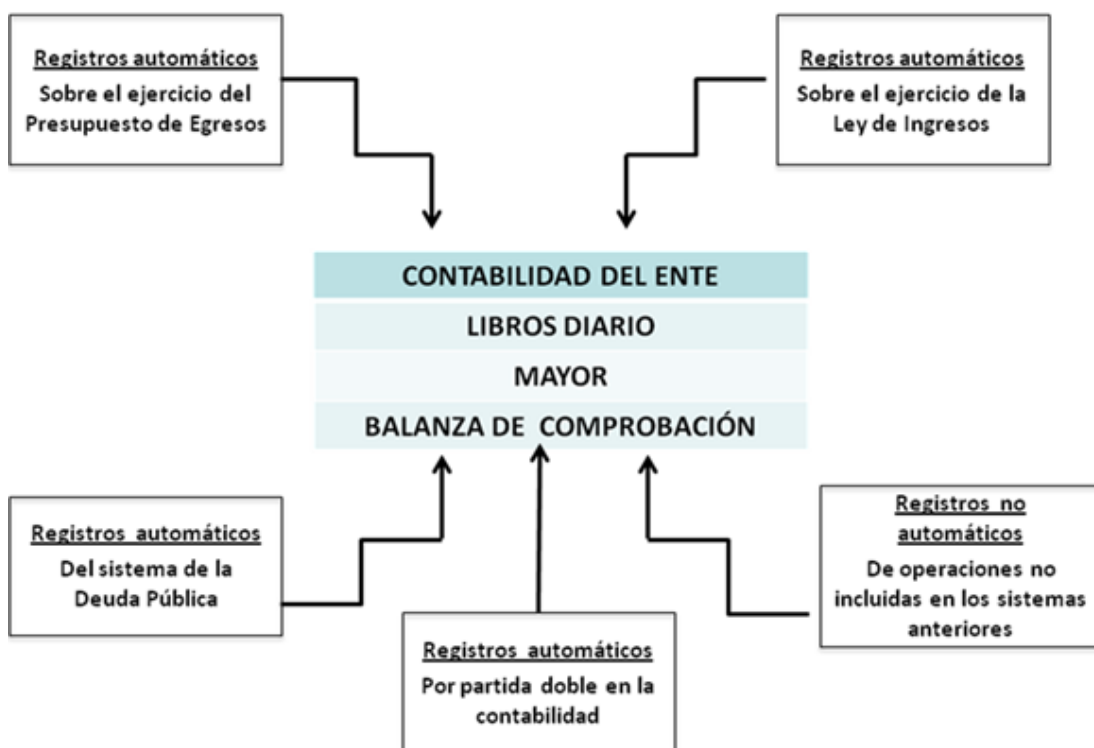 Registros automáticos
Sobre el ejercicio del
Presupuesto de Egresos
Registros automáticos
Sobre el ejercicio de la
Ley de Ingresos
CONTABILIDAD DEL ENTE
LIBROS DIARIO
MAYOR
BALANZA DE COMPROBACIÓN
Registros automáticos
Del sistema de la
Deuda Pública
Registros automáticos
Por partida doble en la
contabilidad
Registros no
automáticos
De operaciones no
incluidas en los sistemas
anteriores